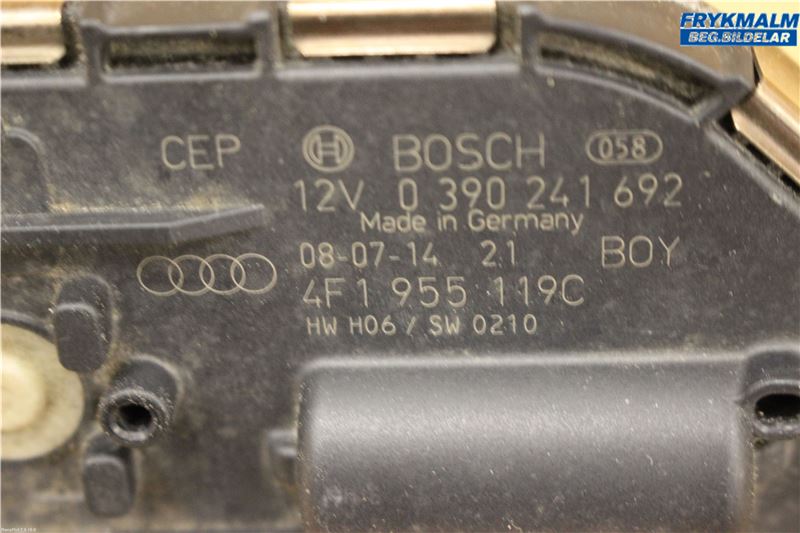 FRYKMALM
BEG.BILDELAR
CEP BOSCH 058
12V 0 390 241 692
Made in Germany
08-07-14 21 BOY
4F1 955 119C
HW H06 / SW 0210